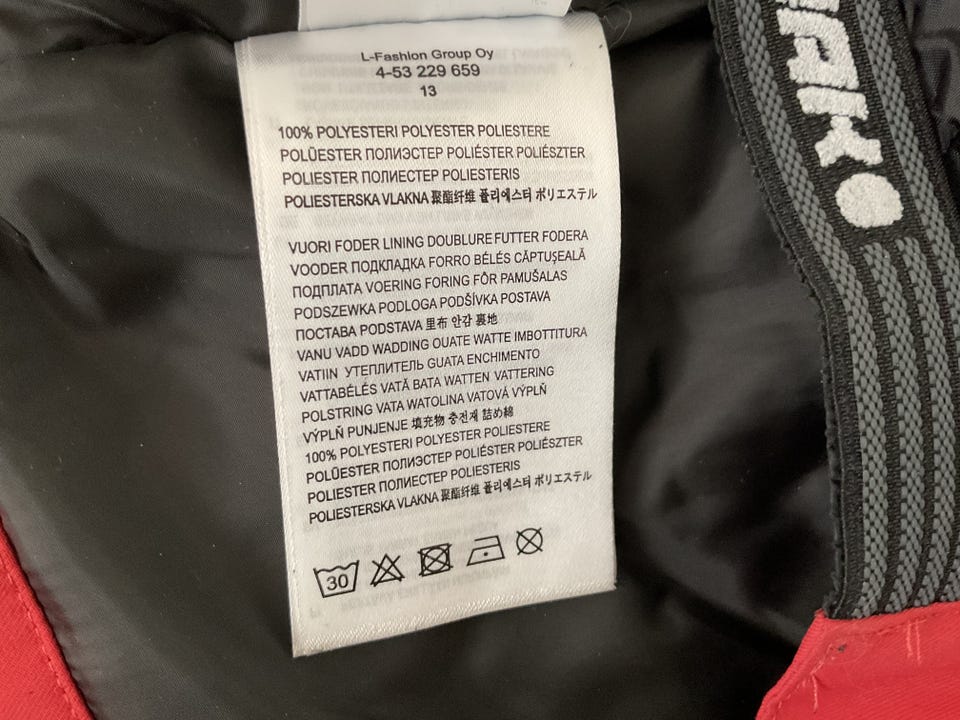 L-Fashion Group Oy
4-53 229 659
13
100% POLYESTERI POLYESTER POLIESTERE
POLÜESTER ПОЛИЭСТЕР POLIÉSTER POLIÉSZTER
POLIESTER ПОЛИЕСТЕР POLIESTERIS
POLIESTERSKA VLAKNA 聚酯纤维 폴리에스터 ポリエステル
VUORI FODER LINING DOUBLURE FUTTER FODERA
VOODER ПОДКЛАДКА FORRO BÉLÉS CĂPTUŞEALĂ
ПОДПЛАТА VOERING FORING FÔR PAMUŠALAS
PODSZEWKA PODLOGA PODŠÍVKA POSTAVA
ПОСТАВА PODSTAVA 里布 안감 裏地
VANU VADD WADDING OUATE WATTE IMBOTTITURA
VATIIN УТЕПЛИТЕЛЬ GUATA ENCHIMENTO
VATTABÉLÉS VATĂ ВАТА WATTEN VATTERING
POLSTRING VATA WATOLINA VATOVÁ VÝPLŇ
VÝPLŇ PUNJENJE 填充物 충전재 詰め綿
100% POLYESTERI POLYESTER POLIESTERE
POLÜESTER ПОЛИЭСТЕР POLIÉSTER POLIÉSZTER
POLIESTER ПОЛИЕСТЕР POLIESTERIS
POLIESTERSKA VLAKNA 聚酯纤维 폴리에스터 ポリエステル
30